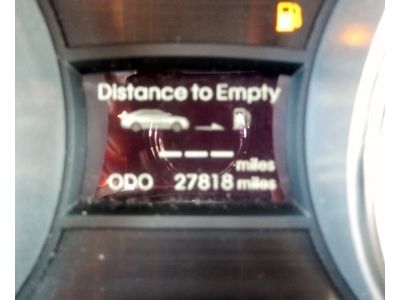 Distance to Empty
--- miles
ODO 27818 miles